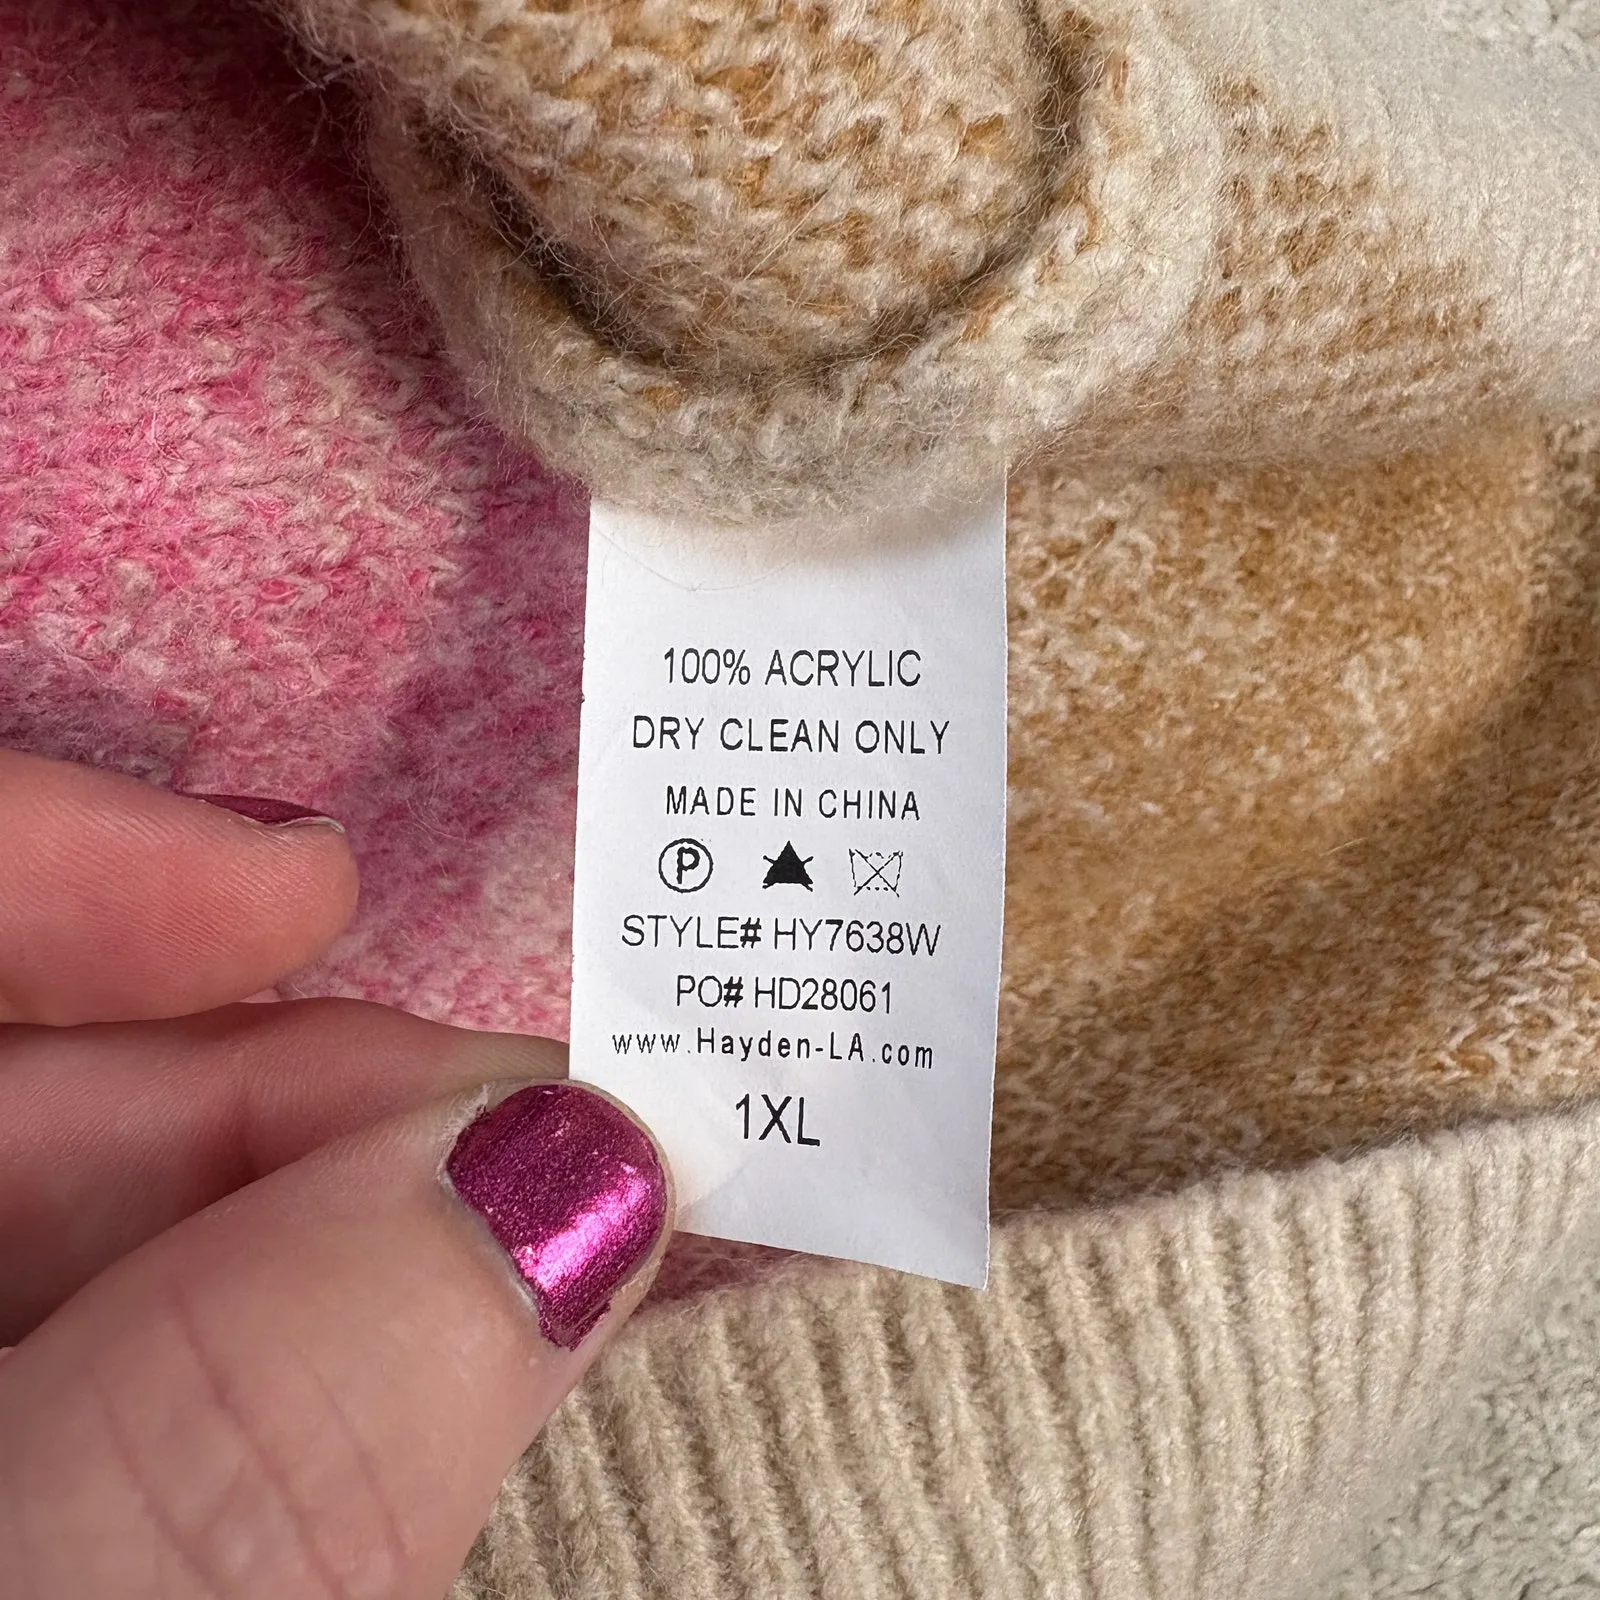 100% ACRYLIC
DRY CLEAN ONLY
MADE IN CHINA
P
STYLE# HY7638W
PO# HD28061
www.Hayden-LA.com
1XL